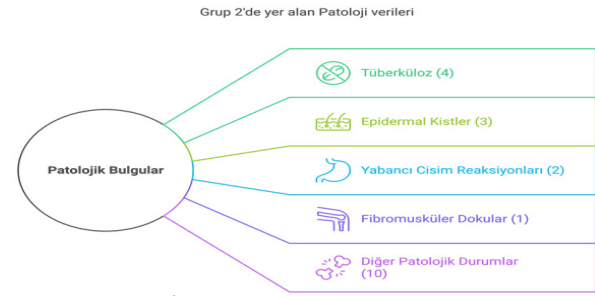 Grup 2'de yer alan Patoloji verileri
Patolojik Bulgular
Tüberküloz (4)
Epidermal Kistler (3)
Yabancı Cisim Reaksiyonları (2)
Fibromusküler Dokular (1)
Diğer Patolojik Durumlar
(10)